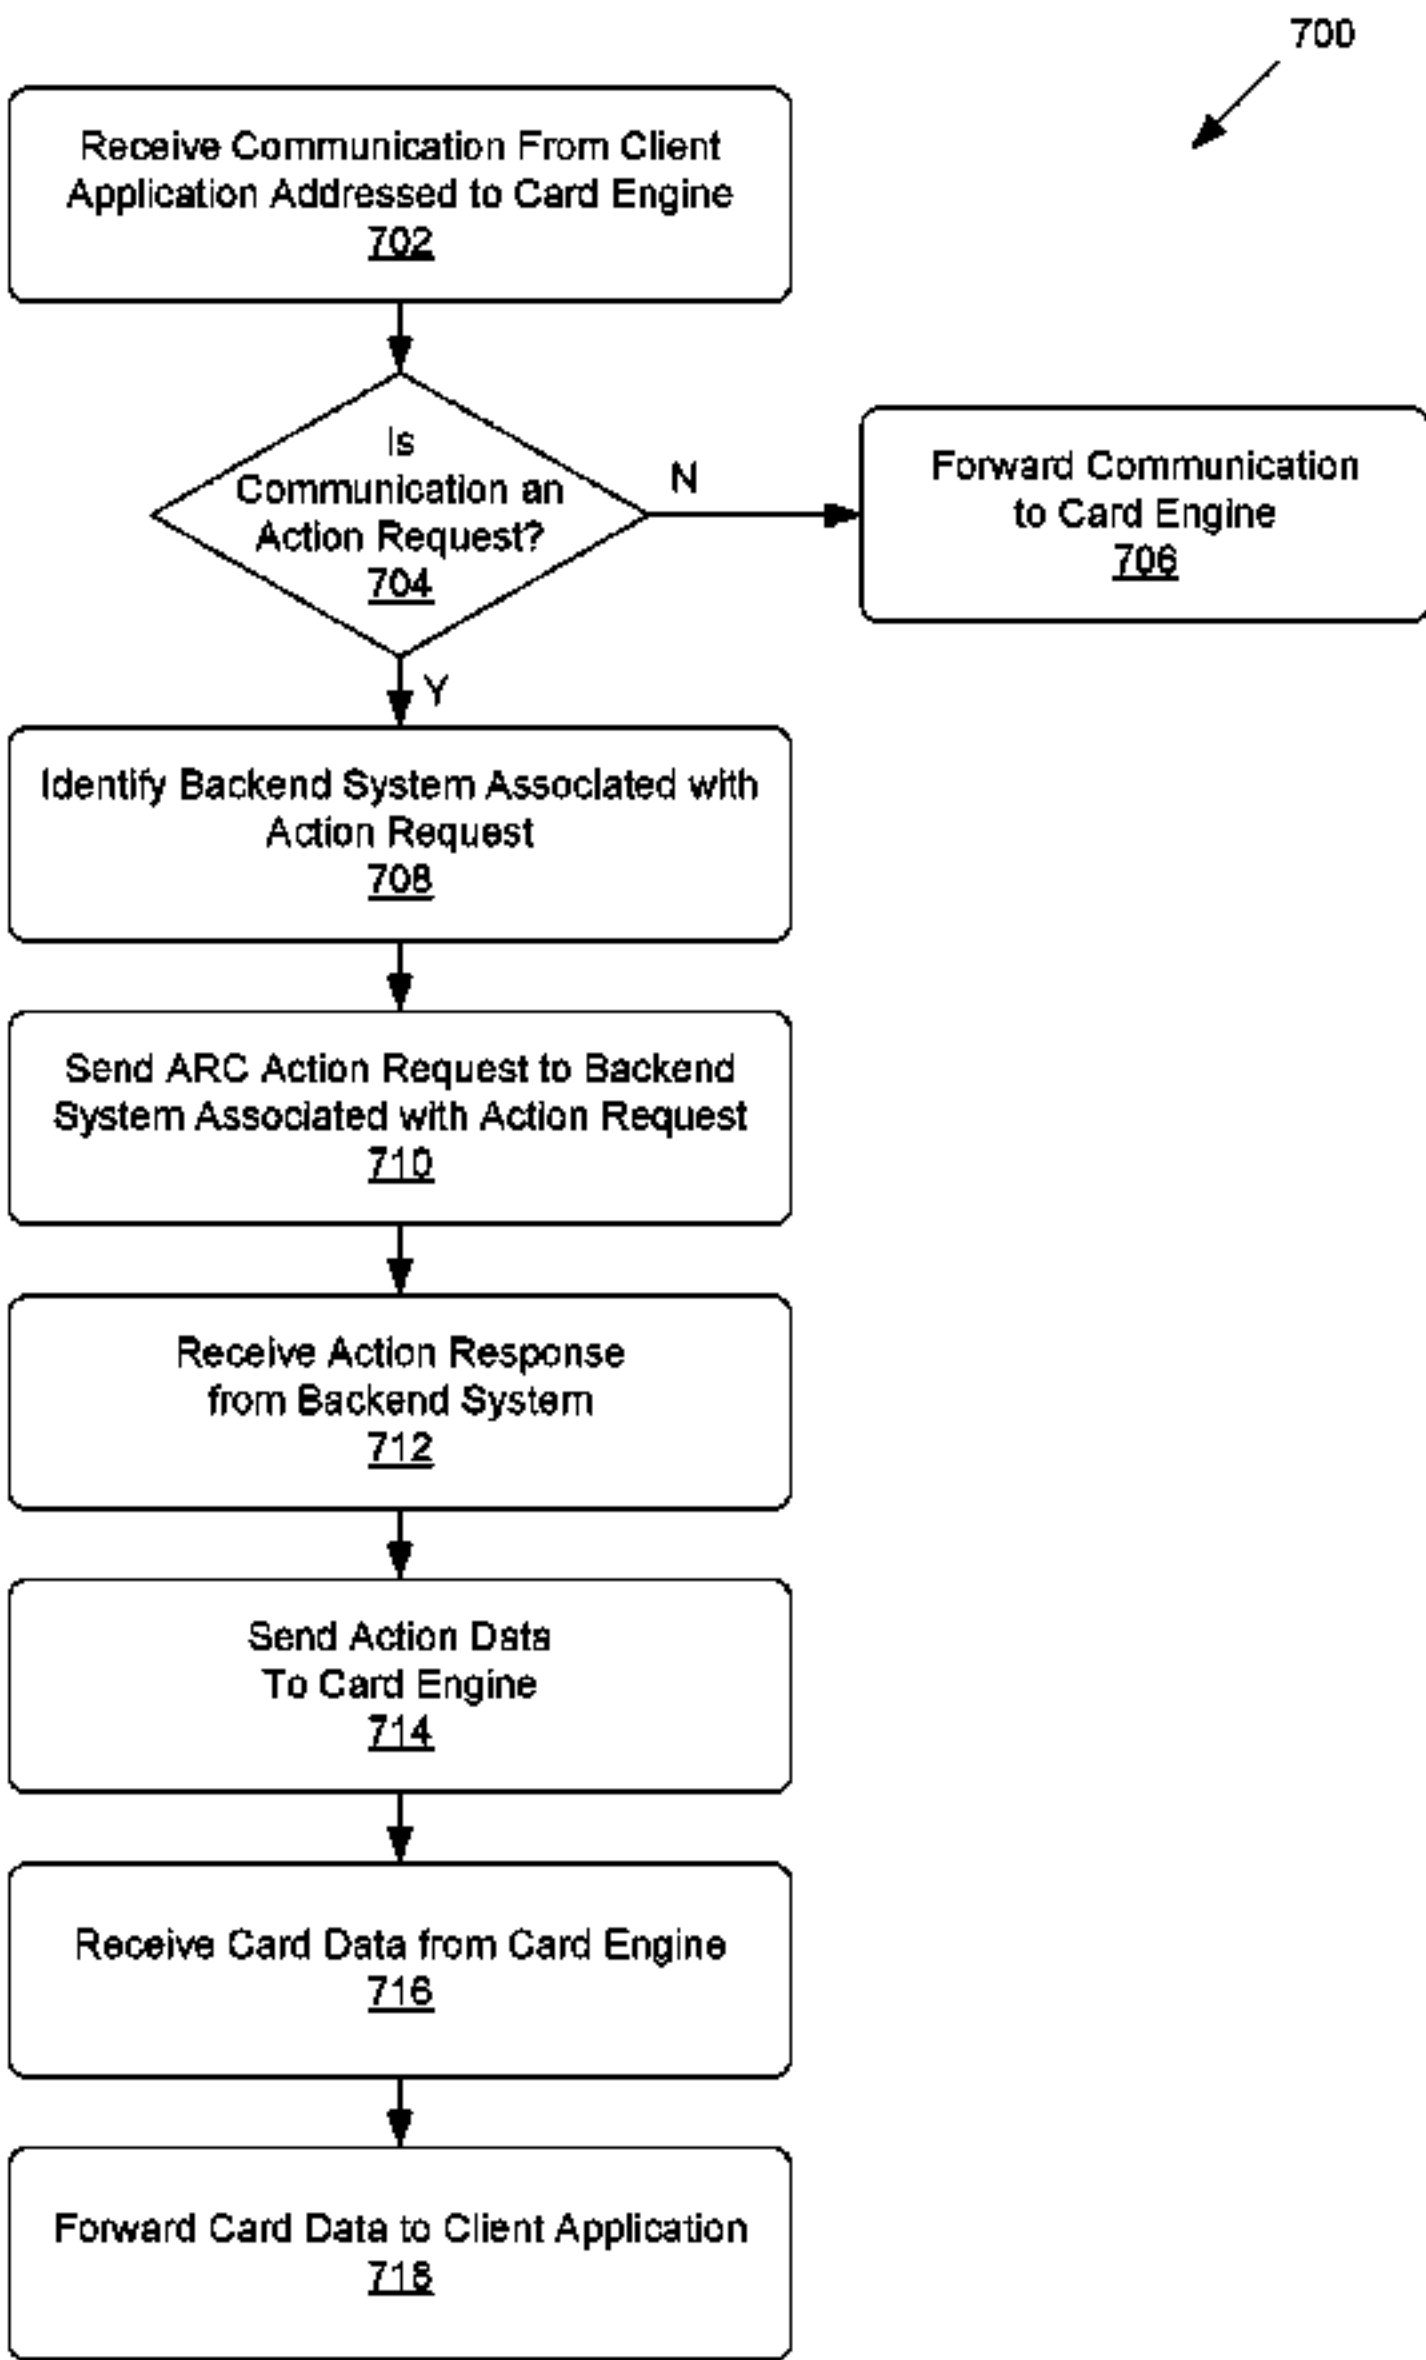 700
Receive Communication From Client
Application Addressed to Card Engine
702
Is
Communication an
Action Request?
704
N
Forward Communication
to Card Engine
706
Y
Identify Backend System Associated with
Action Request
708
Send ARC Action Request to Backend
System Associated with Action Request
710
Receive Action Response
from Backend System
712
Send Action Data
To Card Engine
714
Receive Card Data from Card Engine
716
Forward Card Data to Client Application
718